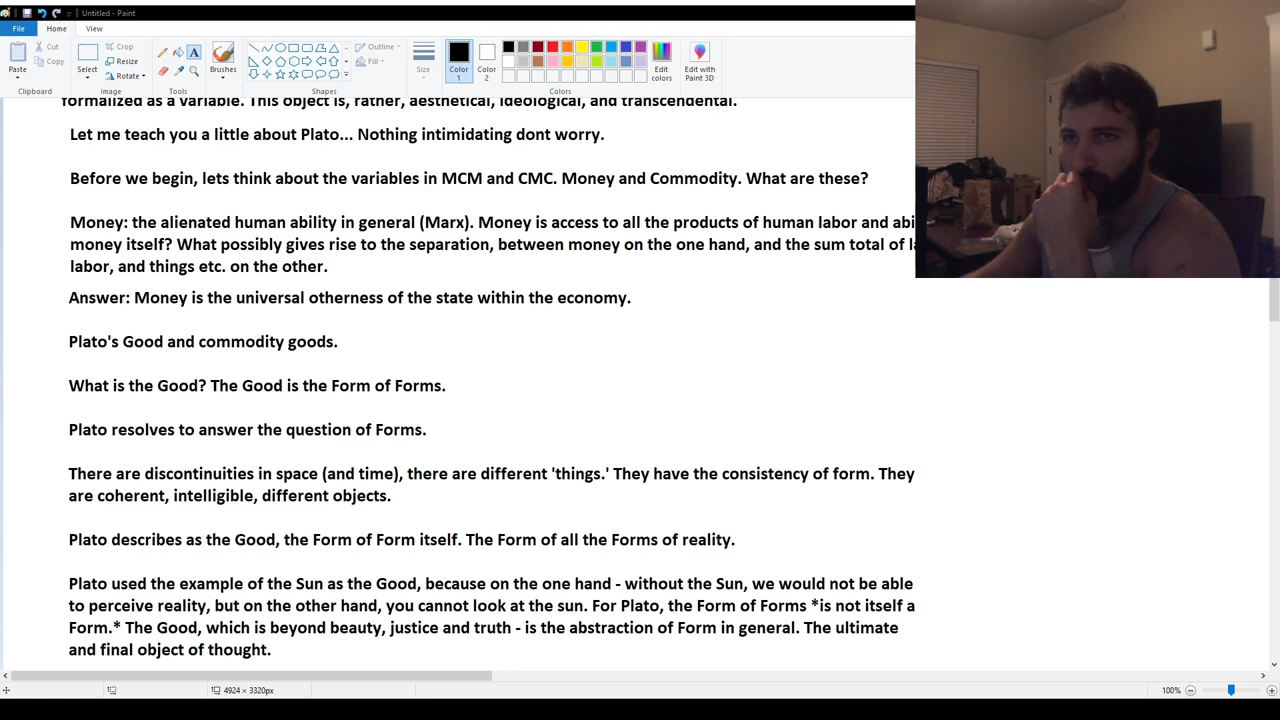 Untitled - Paint
File Home View
Paste Cut Copy Clipboard
Select Crop Resize Rotate Image
Tools
Brushes
Outline Fill Shapes
Size
Color 1 Color 2 Edit colors Colors
Edit with Paint 3D
formalized as a variable. This object is, rather, aesthetical, ideological, and transcendental.
Let me teach you a little about Plato... Nothing intimidating dont worry.
Before we begin, lets think about the variables in MCM and CMC. Money and Commodity. What are these?
Money: the alienated human ability in general (Marx). Money is access to all the products of human labor and
money itself? What possibly gives rise to the separation, between money on the one hand, and the sum total of
labor, and things etc. on the other.
Answer: Money is the universal otherness of the state within the economy.
Plato's Good and commodity goods.
What is the Good? The Good is the Form of Forms.
Plato resolves to answer the question of Forms.
There are discontinuities in space (and time), there are different 'things.' They have the consistency of form. They
are coherent, intelligible, different objects.
Plato describes as the Good, the Form of Form itself. The Form of all the Forms of reality.
Plato used the example of the Sun as the Good, because on the one hand - without the Sun, we would not be able
to perceive reality, but on the other hand, you cannot look at the sun. For Plato, the Form of Forms *is not itself a
Form.* The Good, which is beyond beauty, justice and truth - is the abstraction of Form in general. The ultimate
and final object of thought.
4924 × 3320px
100%